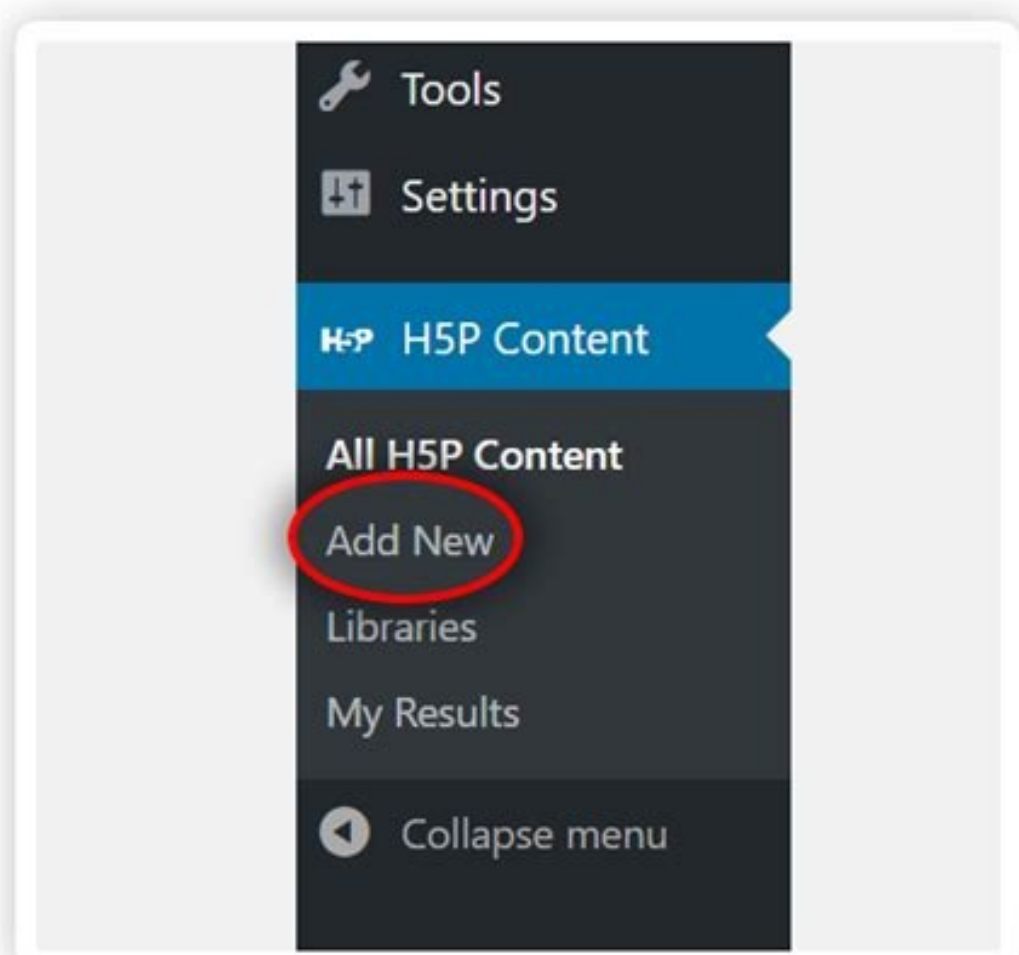 Tools
Settings
H5P H5P Content
All H5P Content
Add New
Libraries
My Results
Collapse menu